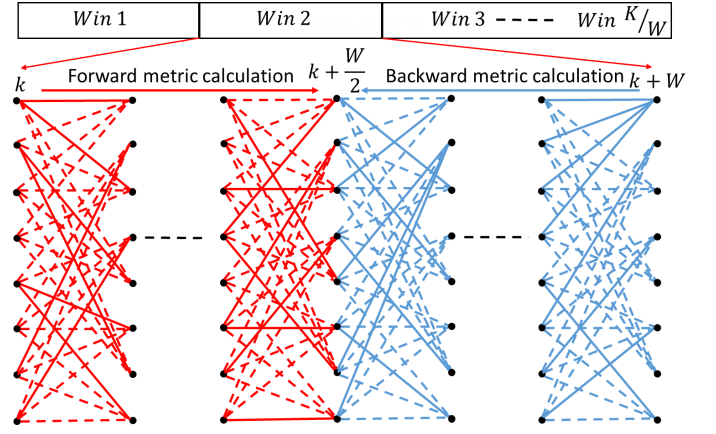 Win 1 Win 2 Win 3 Win K/W
k Forward metric calculation k + W/2 Backward metric calculation k + W